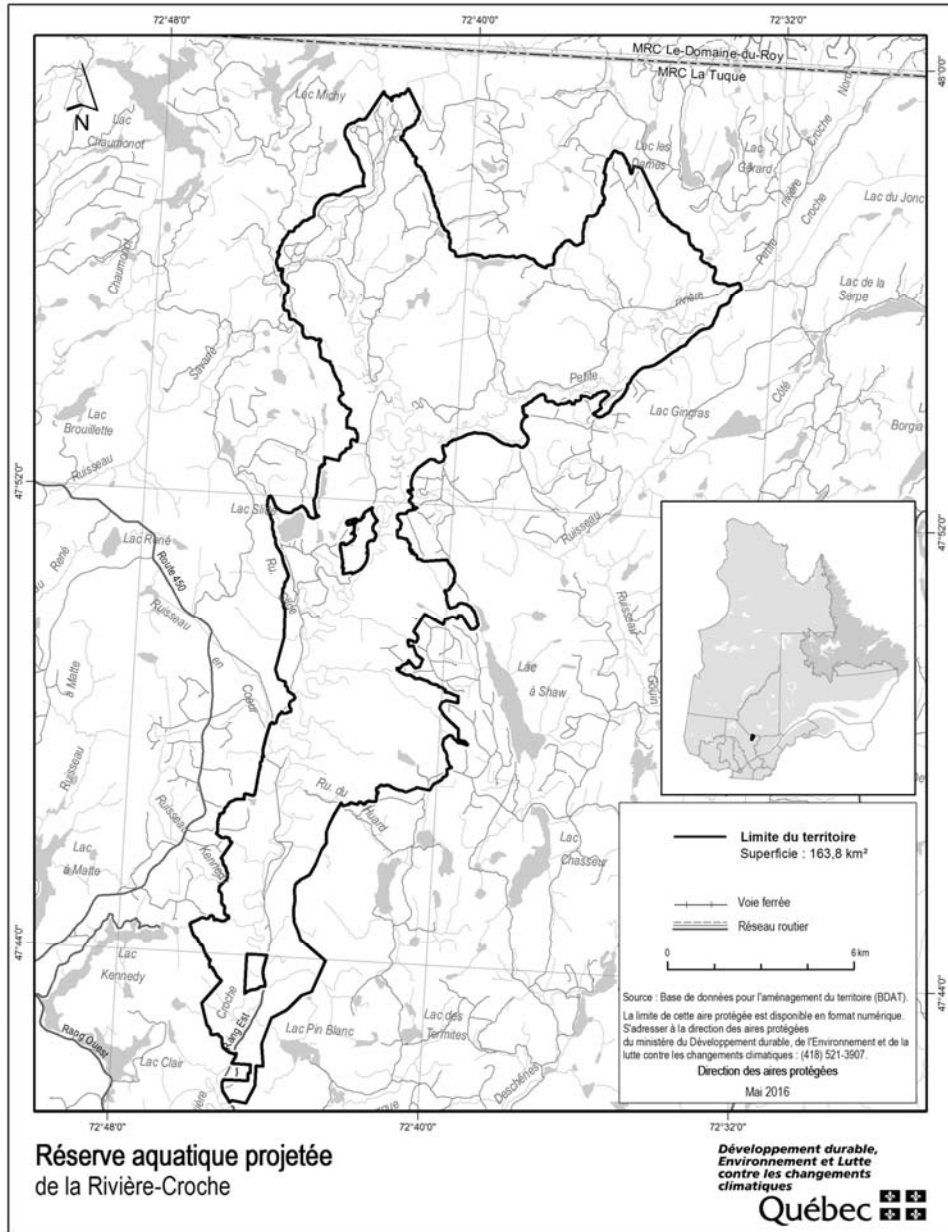 72°48'0"
72°40'0"
72°32'0"
MRC Le-Domaine-du-Roy
MRC La Tuque
48°0'0"
N
Lac Michy
Lac
Chaumonot
Lac les
Dames
Lac
Gérard
Nord
Croche
rivière
Petite
Croche
Lac du Jonc
Chaumonot
Lac de la
Serpe
rivière
Savane
Petite
Côté
Lac Gingras
Lac
Brouillette
Borgia
Ruisseau
47°52'0"
Lac Slide
Lac René
47°52'0"
René
Route 450
Ru.
Slide
Ruisseau
Ruisseau
en
Ruisseau
Lac
à Shaw
Gouin
à Matte
Coeur
Ruisseau
Ru. du
Huard
Ruisseau
Kennedy
Lac
Chasseur
Lac
à Matte
47°44'0"
Lac
Kennedy
Croche
Rang Est
47°44'0"
Rang Ouest
Lac Pin Blanc
Lac des
Termites
Lac Clair
Deschênes
72°48'0"
72°40'0"
72°32'0"
Limite du territoire
Superficie : 163,8 km²
Voie ferrée
Réseau routier
0 6 km
Source : Base de données pour l'aménagement du territoire (BDAT).
La limite de cette aire protégée est disponible en format numérique.
S'adresser à la direction des aires protégées
du ministère du Développement durable, de l'Environnement et de la
lutte contre les changements climatiques : (418) 521-3907.
Direction des aires protégées
Mai 2016
Réserve aquatique projetée
de la Rivière-Croche
Développement durable,
Environnement et Lutte
contre les changements
climatiques
Québec